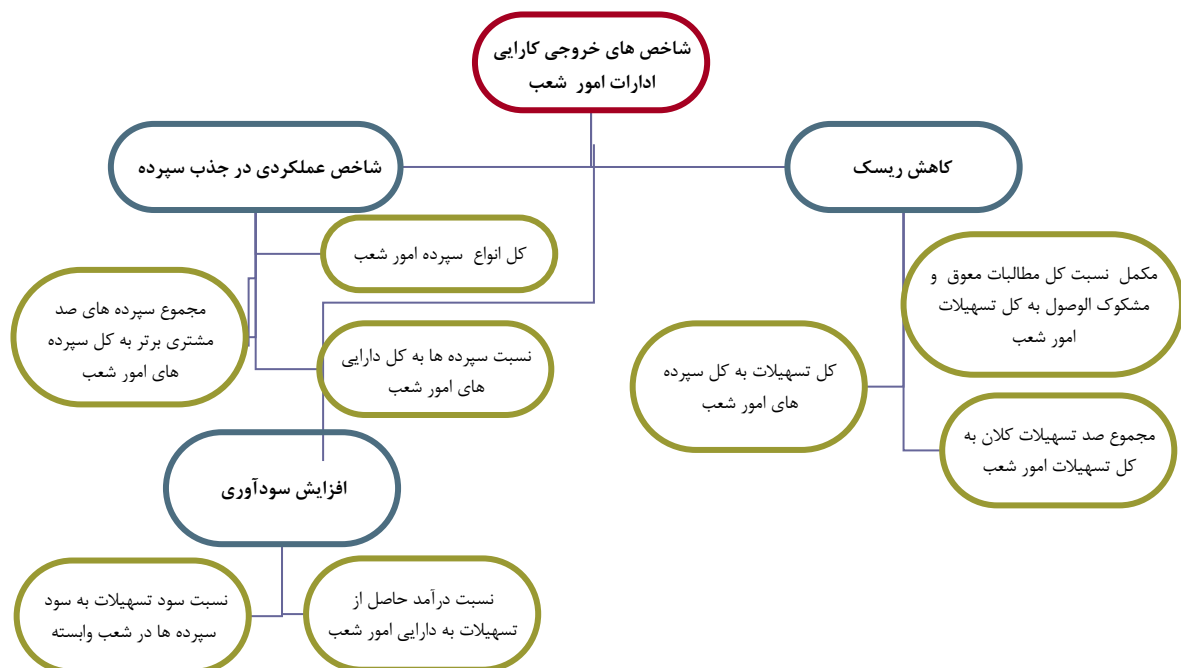 شاخص های خروجی کارایی
ادارات امور شعب
کاهش ریسک
شاخص عملکردی در جذب سپرده
مکمل نسبت کل مطالبات معوق و
مشکوک الوصول به کل تسهیلات
امور شعب
کل تسهیلات به کل سپرده
های امور شعب
مجموع صد تسهیلات کلان به
کل تسهیلات امور شعب
کل انواع سپرده امور شعب
مجموع سپرده های صد
مشتری برتر به کل سپرده
های امور شعب
نسبت سپرده ها به کل دارایی
های امور شعب
افزایش سودآوری
نسبت درآمد حاصل از
تسهیلات به دارایی امور شعب
نسبت سود تسهیلات به سود
سپرده ها در شعب وابسته